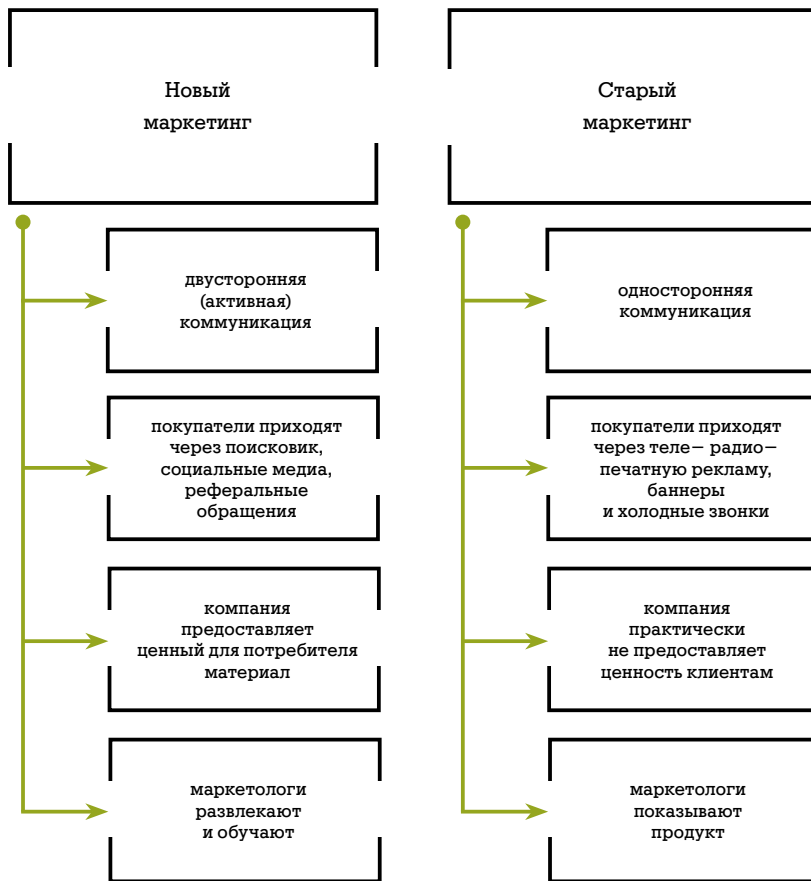 Новый
маркетинг
двусторонняя
(активная)
коммуникация
покупатели приходят
через поисковик,
социальные медиа,
реферальные
обращения
компания
предоставляет
ценный для потребителя
материал
маркетологи
развлекают
и обучают
Старый
маркетинг
односторонняя
коммуникация
покупатели приходят
через теле– радио–
печатную рекламу,
баннеры
и холодные звонки
компания
практически
не предоставляет
ценность клиентам
маркетологи
показывают
продукт